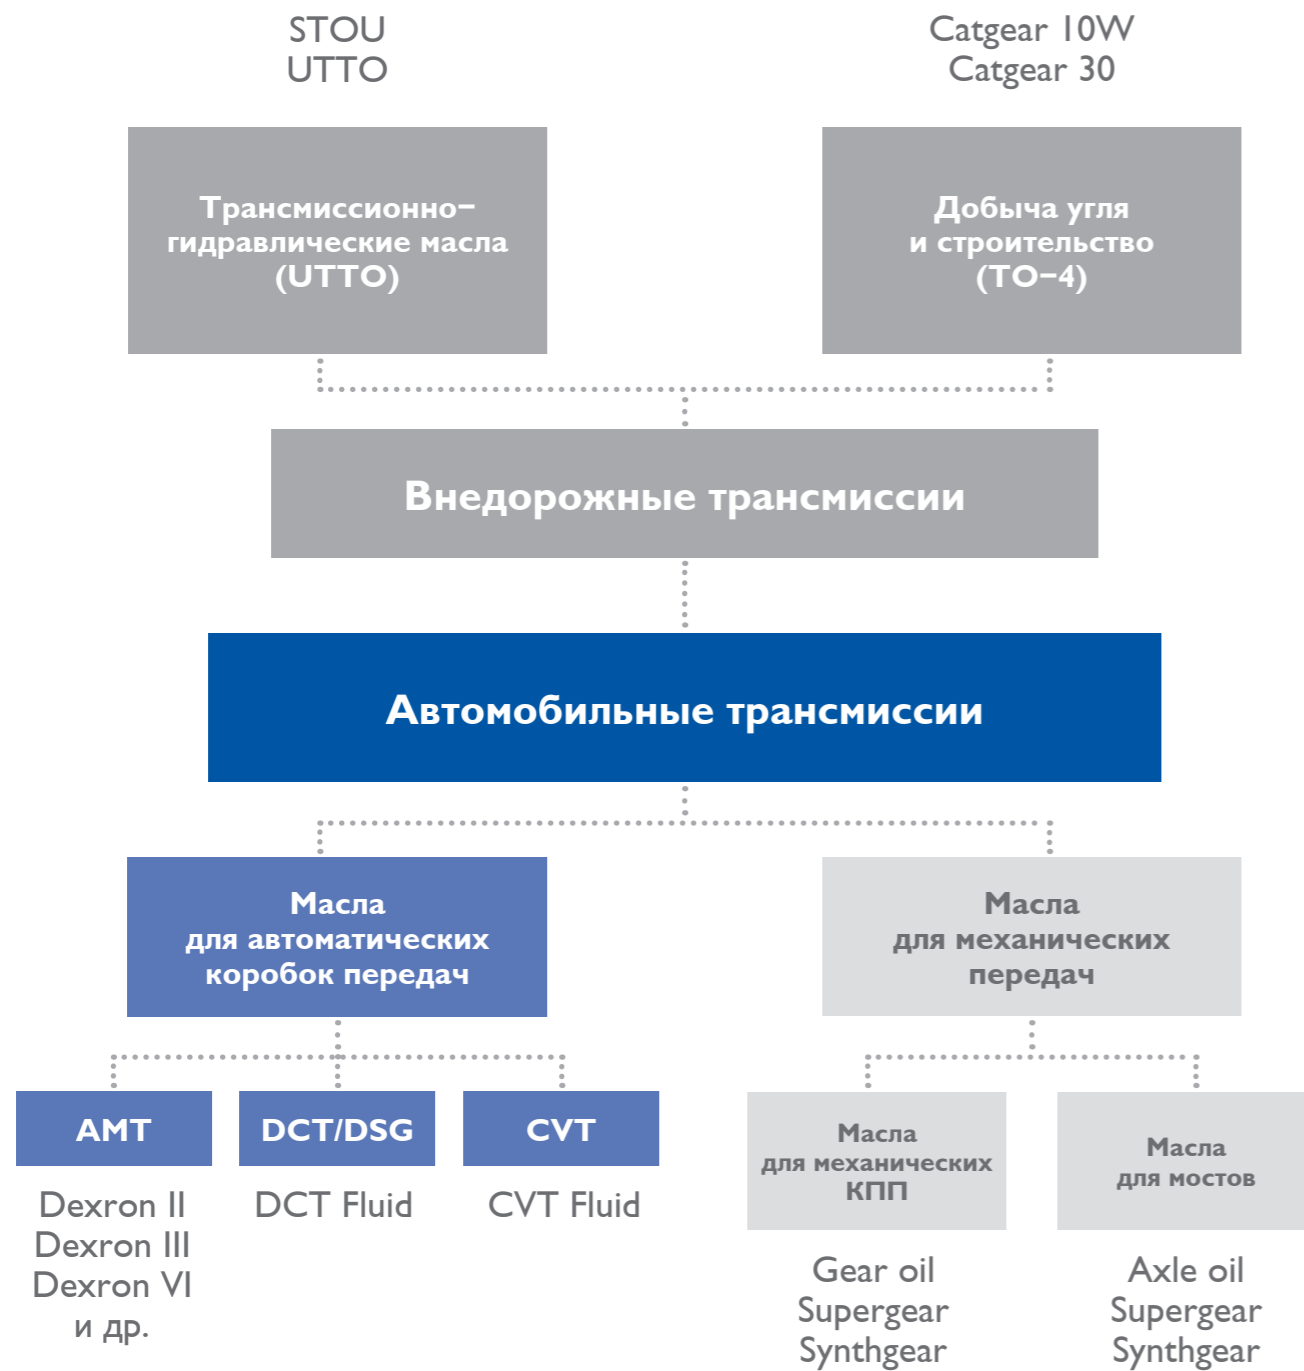 STOU
UTTO
Catgear 10W
Catgear 30
Трансмиссионно-
гидравлические масла
(UTTO)
Добыча угля
и строительство
(ТО-4)
Внедорожные трансмиссии
Автомобильные трансмиссии
Масла
для автоматических
коробок передач
Масла
для механических
передач
AMT
DCT/DSG
CVT
Dexron II
Dexron III
Dexron VI
и др.
DCT Fluid
CVT Fluid
Масла
для механических
КПП
Масла
для мостов
Gear oil
Supergear
Synthgear
Axle oil
Supergear
Synthgear